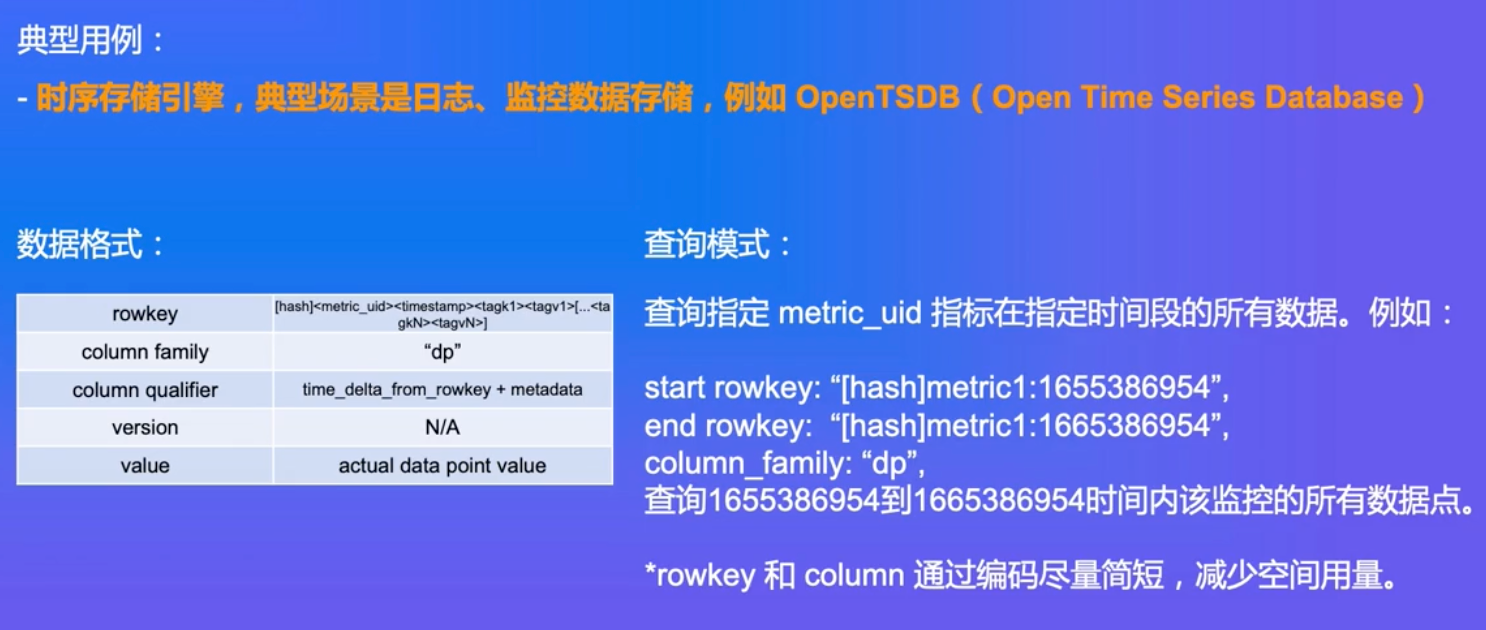 典型用例：
- 时序存储引擎，典型场景是日志、监控数据存储，例如 OpenTSDB（Open Time Series Database）
数据格式：
rowkey [hash]<metric_uid><timestamp><tagk1><tagv1>[...<ta
gkN><tagvN>]
column family “dp”
column qualifier time_delta_from_rowkey + metadata
version N/A
value actual data point value
查询模式：
查询指定 metric_uid 指标在指定时间段的所有数据。例如：
start rowkey: “[hash]metric1:1655386954”,
end rowkey: “[hash]metric1:1665386954”,
column_family: “dp”,
查询1655386954到1665386954时间内该监控的所有数据点。
*rowkey 和 column 通过编码尽量简短，减少空间用量。